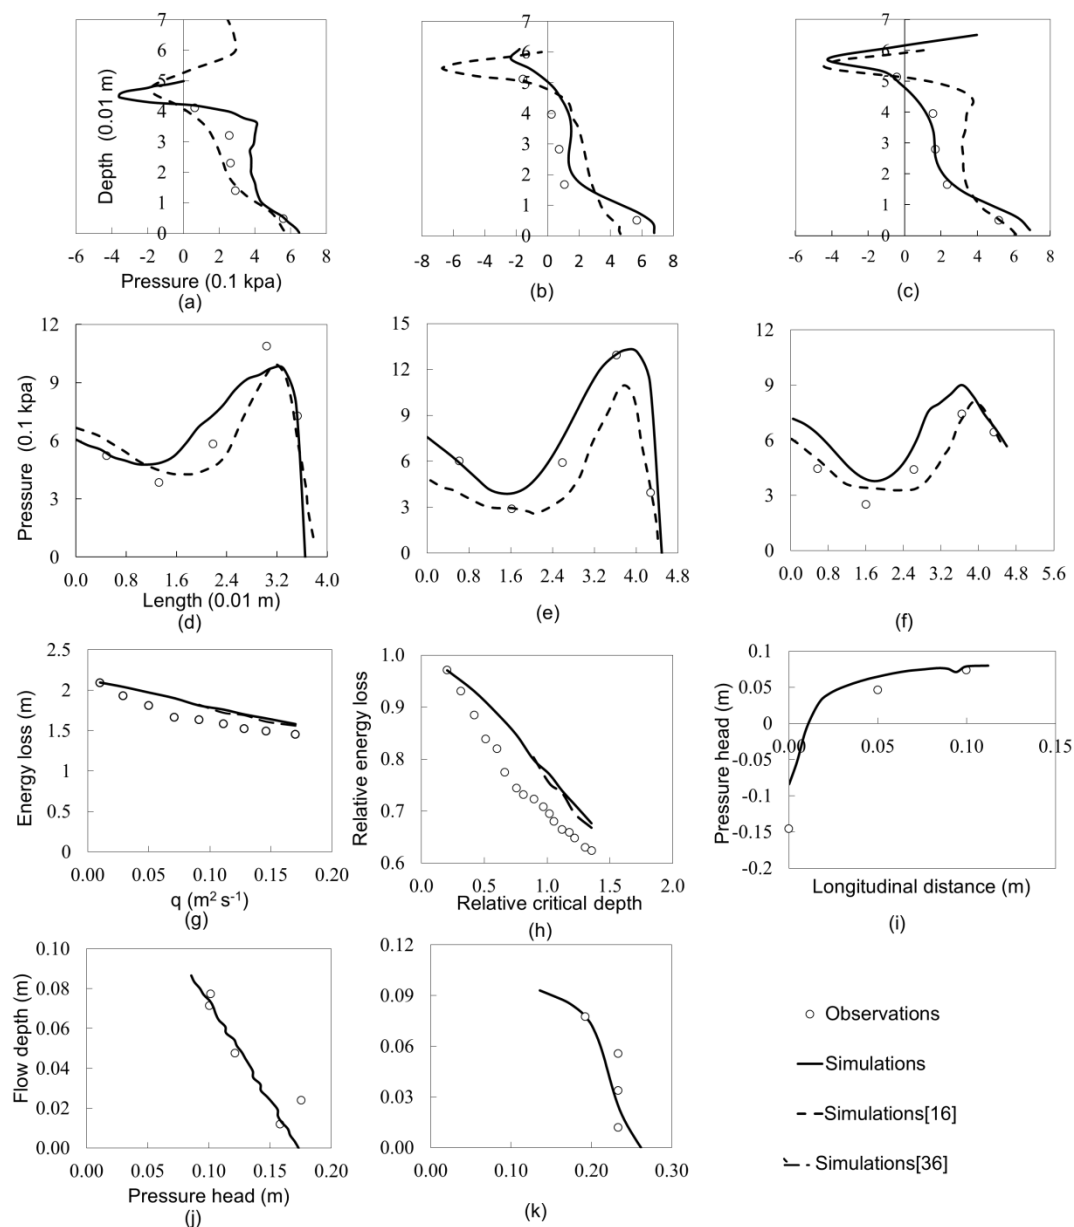 7
6
5
4
3
2
1
0
Depth (0.01 m)
-6 -4 -2 0 2 4 6 8
Pressure (0.1 kpa)
(a)
7
6
5
4
3
2
1
0
-8 -6 -4 -2 0 2 4 6 8
(b)
7
6
5
4
3
2
1
0
-6 -4 -2 0 2 4 6 8
(c)
12
9
6
3
0
Pressure (0.1 kpa)
0.0 0.8 1.6 2.4 3.2 4.0
Length (0.01 m)
(d)
15
12
9
6
3
0
0.0 0.8 1.6 2.4 3.2 4.0 4.8
(e)
12
9
6
3
0
0.0 0.8 1.6 2.4 3.2 4.0 4.8 5.6
(f)
2.5
2
1.5
1
0.5
0
Energy loss (m)
0.00 0.05 0.10 0.15 0.20
q (m² s⁻¹)
(g)
1.0
0.9
0.8
0.7
0.6
Relative energy loss
0.0 0.5 1.0 1.5 2.0
Relative critical depth
(h)
0.1
0.05
0
-0.05
-0.1
-0.15
-0.2
Pressure head (m)
0.00 0.05 0.10 0.15
Longitudinal distance (m)
(i)
0.10
0.08
0.06
0.04
0.02
0.00
Flow depth (m)
0.00 0.05 0.10 0.15 0.20
Pressure head (m)
(j)
0.12
0.09
0.06
0.03
0.00
0.00 0.10 0.20 0.30
(k)
Observations
Simulations
Simulations[16]
Simulations[36]